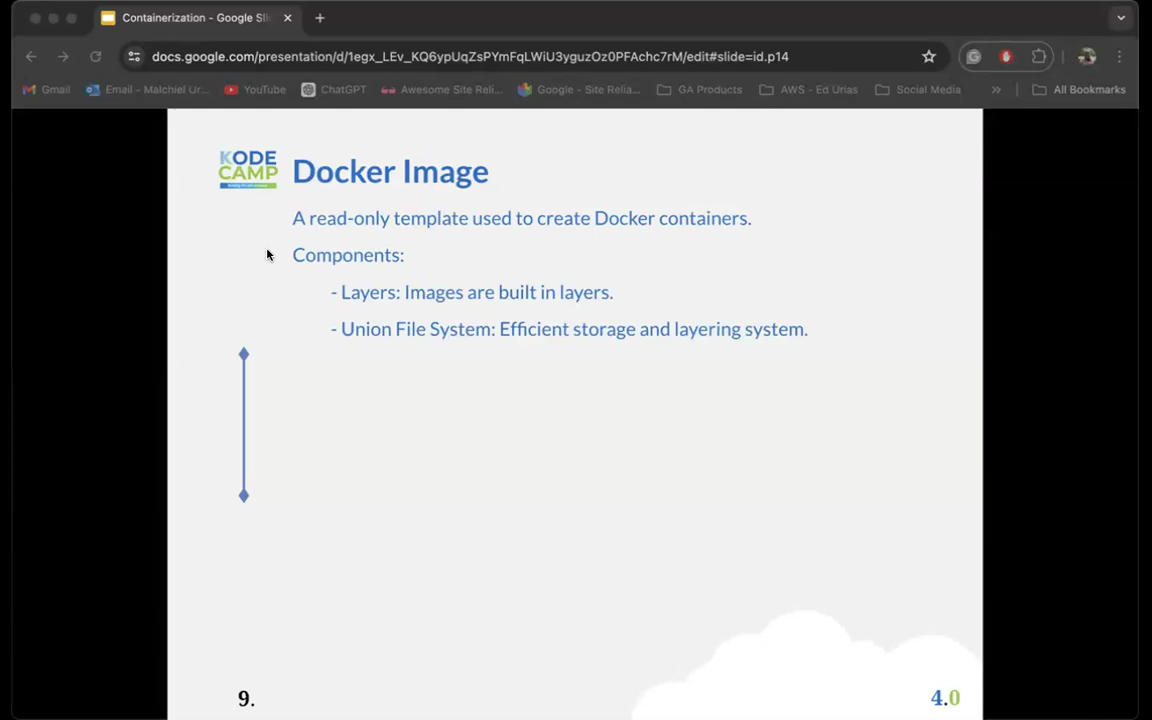 Containerization - Google Sli
docs.google.com/presentation/d/1egx_LEv_KQ6ypUqZsPYmFqLWiU3yguzOz0PFAchc7rM/edit#slide=id.p14
Gmail
Email - Malchiel Ur...
YouTube
ChatGPT
Awesome Site Reli...
Google - Site Relia...
GA Products
AWS - Ed Urias
Social Media
All Bookmarks
KODE
CAMP
Docker Image
A read-only template used to create Docker containers.
Components:
- Layers: Images are built in layers.
- Union File System: Efficient storage and layering system.
9.
4.0